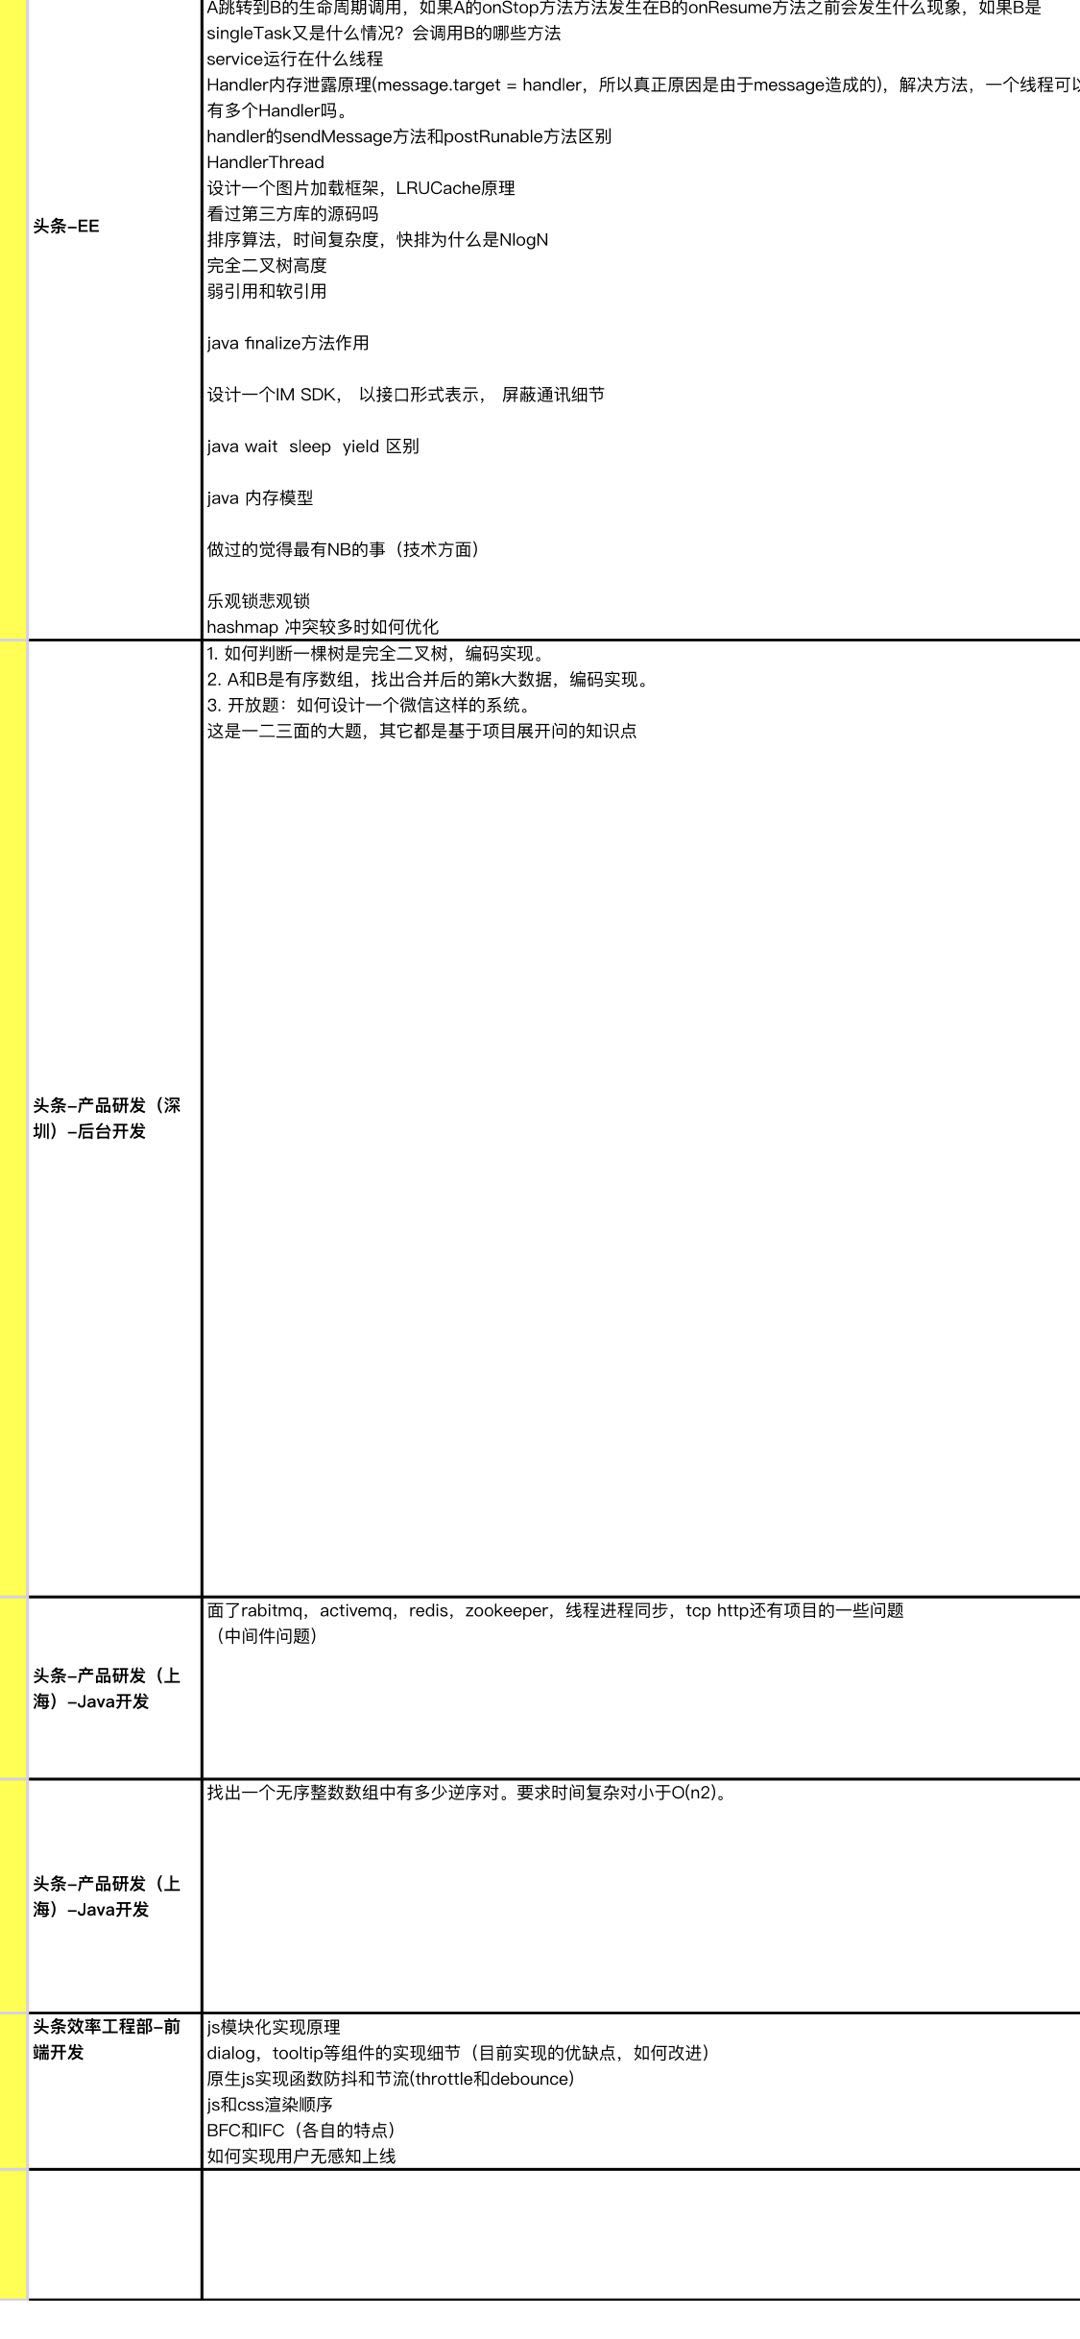 A跳转到B的生命周期调用，如果A的onStop方法方法发生在B的onResume方法之前会发生什么现象，如果B是
singleTask又是什么情况？会调用B的哪些方法
service运行在什么线程
Handler内存泄露原理(message.target = handler，所以真正原因是由于message造成的)，解决方法，一个线程可以
有多个Handler吗。
handler的sendMessage方法和postRunable方法区别
HandlerThread
设计一个图片加载框架，LRUCache原理
看过第三方库的源码吗
头条-EE
排序算法，时间复杂度，快排为什么是NlogN
完全二叉树高度
弱引用和软引用
java finalize方法作用
设计一个IM SDK， 以接口形式表示， 屏蔽通讯细节
java wait  sleep  yield 区别
java 内存模型
做过的觉得最有NB的事（技术方面）
乐观锁悲观锁
hashmap 冲突较多时如何优化
1. 如何判断一棵树是完全二叉树，编码实现。
2. A和B是有序数组，找出合并后的第k大数据，编码实现。
3. 开放题：如何设计一个微信这样的系统。
这是一二三面的大题，其它都是基于项目展开问的知识点
头条-产品研发（深
圳）-后台开发
面了rabitmq，activemq，redis，zookeeper，线程进程同步，tcp http还有项目的一些问题
（中间件问题）
头条-产品研发（上
海）-Java开发
找出一个无序整数数组中有多少逆序对。要求时间复杂对小于O(n2)。
头条-产品研发（上
海）-Java开发
头条效率工程部-前
端开发
js模块化实现原理
dialog，tooltip等组件的实现细节（目前实现的优缺点，如何改进）
原生js实现函数防抖和节流(throttle和debounce)
js和css渲染顺序
BFC和IFC（各自的特点）
如何实现用户无感知上线